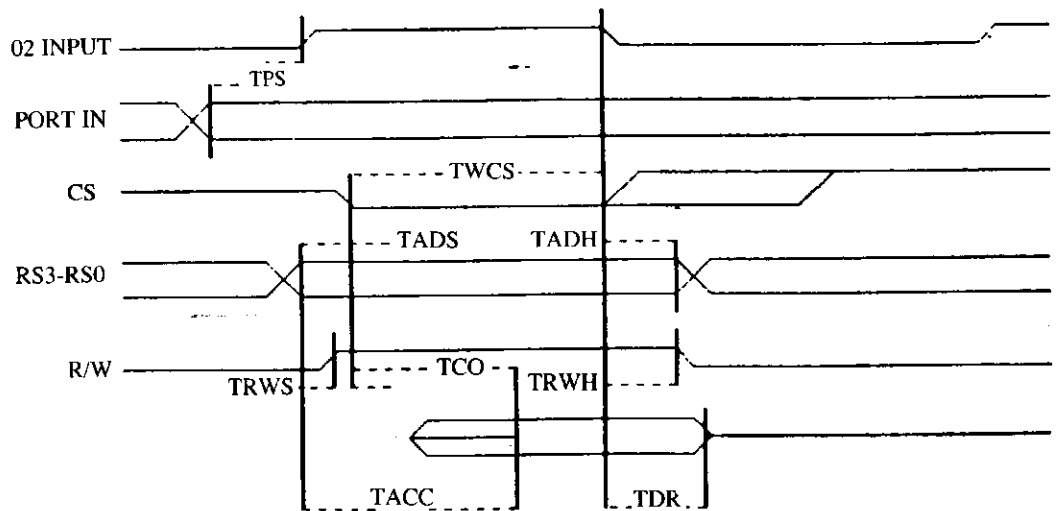 02 INPUT
TPS
PORT IN
TWCS
CS
TADS
TADH
RS3-RS0
R/W
TCO
TRWS
TRWH
TACC
TDR